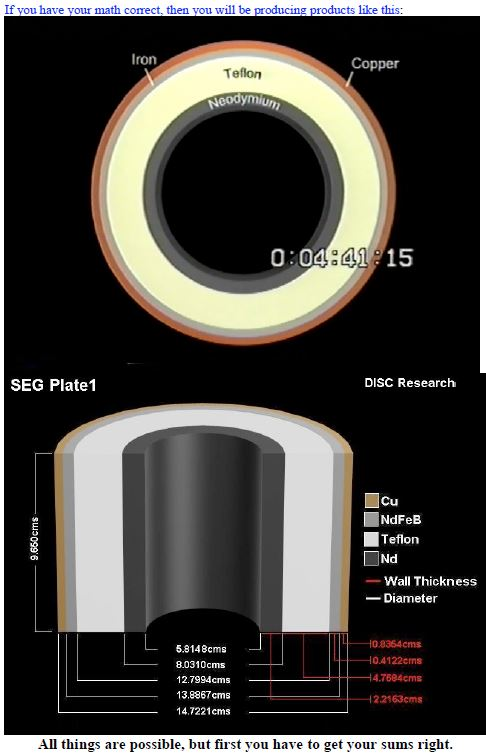 If you have your math correct, then you will be producing products like this:
Iron
Copper
Teflon
Neodymium
0:04:41:15
SEG Plate1
DISC Research
9.650cms
Cu
NdFeB
Teflon
Nd
Wall Thickness
Diameter
5.8148cms
8.0310cms
12.7994cms
13.8867cms
14.7221cms
0.8354cms
0.4122cms
4.7684cms
2.2163cms
All things are possible, but first you have to get your sums right.